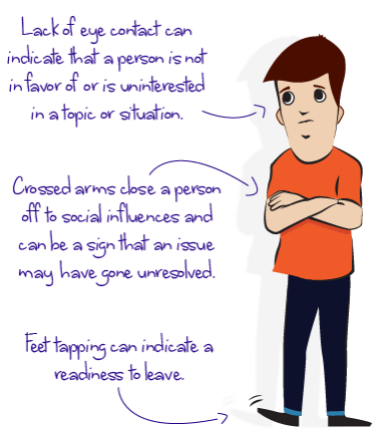 Lack of eye contact can
indicate that a person is not
in favor of or is uninterested
in a topic or situation.
Crossed arms close a person
off to social influences and
can be a sign that an issue
may have gone unresolved.
Feet tapping can indicate a
readiness to leave.